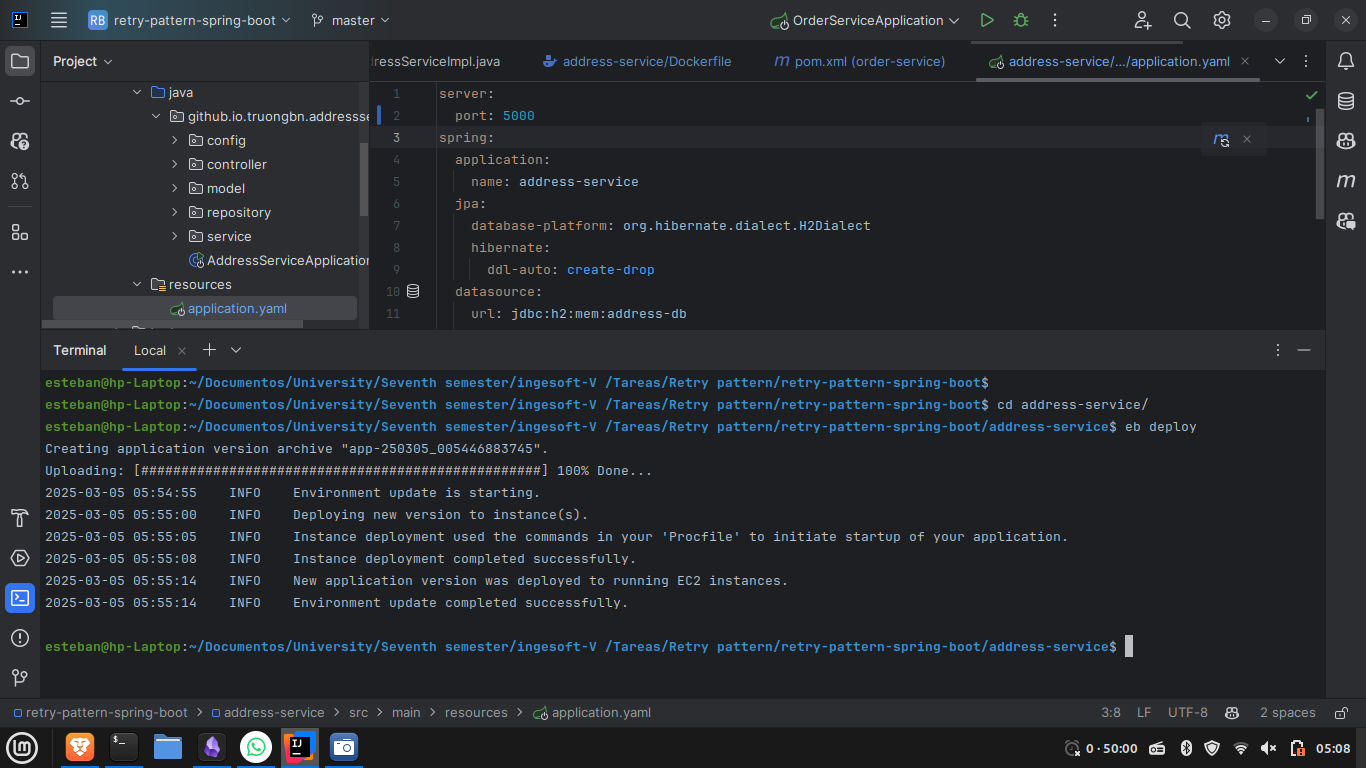 RB retry-pattern-spring-boot master OrderServiceApplication
Project
ressServiceImpl.java address-service/Dockerfile pom.xml (order-service) address-service/.../application.yaml
java
github.io.truongbn.addressse
config
controller
model
repository
service
AddressServiceApplication
resources
application.yaml
1 server:
2 port: 5000
3 spring:
4 application:
5 name: address-service
6 jpa:
7 database-platform: org.hibernate.dialect.H2Dialect
8 hibernate:
9 ddl-auto: create-drop
10 datasource:
11 url: jdbc:h2:mem:address-db
Terminal Local
esteban@hp-Laptop:~/Documentos/University/Seventh semester/ingesoft-V /Tareas/Retry pattern/retry-pattern-spring-boot$
esteban@hp-Laptop:~/Documentos/University/Seventh semester/ingesoft-V /Tareas/Retry pattern/retry-pattern-spring-boot$ cd address-service/
esteban@hp-Laptop:~/Documentos/University/Seventh semester/ingesoft-V /Tareas/Retry pattern/retry-pattern-spring-boot/address-service$ eb deploy
Creating application version archive "app-250305_005446883745".
Uploading: [##################################################] 100% Done...
2025-03-05 05:54:55 INFO Environment update is starting.
2025-03-05 05:55:00 INFO Deploying new version to instance(s).
2025-03-05 05:55:05 INFO Instance deployment used the commands in your 'Procfile' to initiate startup of your application.
2025-03-05 05:55:08 INFO Instance deployment completed successfully.
2025-03-05 05:55:14 INFO New application version was deployed to running EC2 instances.
2025-03-05 05:55:14 INFO Environment update completed successfully.
esteban@hp-Laptop:~/Documentos/University/Seventh semester/ingesoft-V /Tareas/Retry pattern/retry-pattern-spring-boot/address-service$
retry-pattern-spring-boot > address-service > src > main > resources > application.yaml 3:8 LF UTF-8 2 spaces
0 · 50:00 05:08